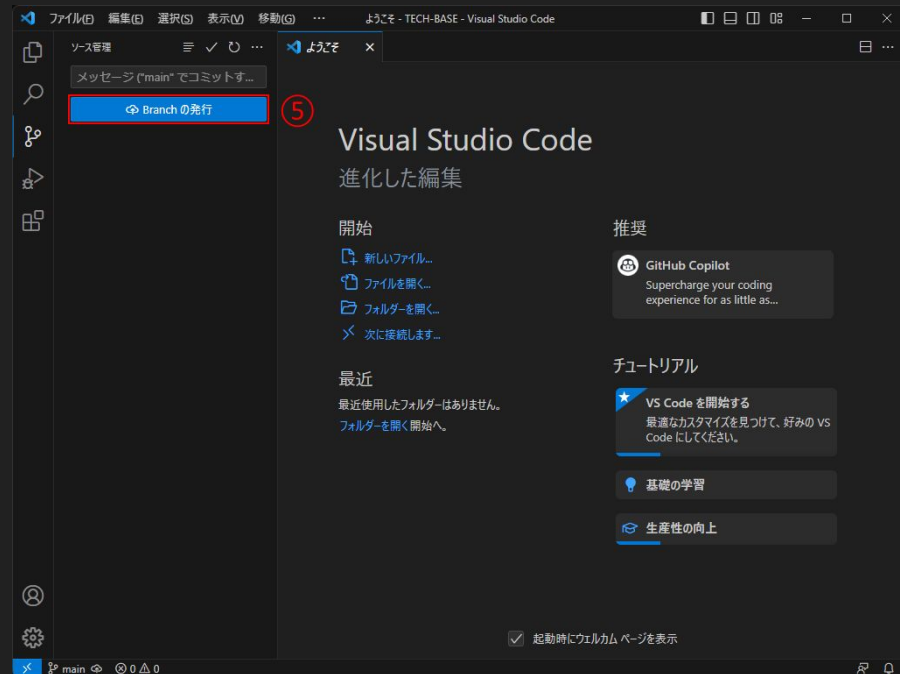 ファイル(F) 編集(E) 選択(S) 表示(V) 移動(G) … ようこそ - TECH-BASE - Visual Studio Code
ソース管理
ようこそ
メッセージ ("main" でコミットす...
Branch の発行
⑤
Visual Studio Code
進化した編集
開始
新しいファイル...
ファイルを開く...
フォルダーを開く...
次に接続します...
最近
最近使用したフォルダーはありません。
フォルダーを開く開始へ。
推奨
GitHub Copilot
Supercharge your coding
experience for as little as...
チュートリアル
VS Code を開始する
最適なカスタマイズを見つけて、好みの VS
Code にしてください。
基礎の学習
生産性の向上
起動時にウェルカム ページを表示
main 0 0